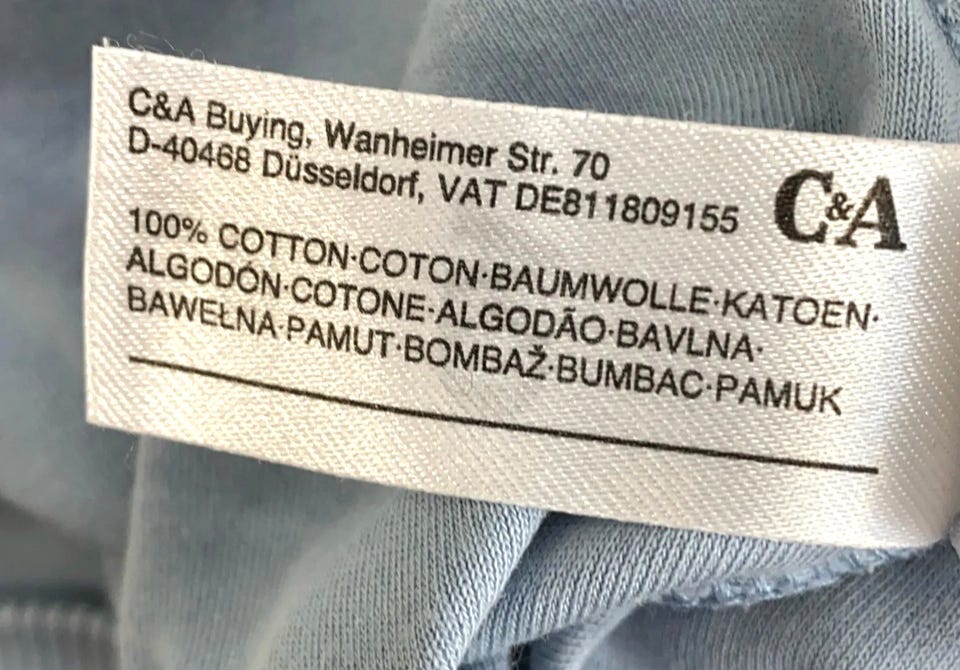 C&A Buying, Wanheimer Str. 70
D-40468 Düsseldorf, VAT DE811809155
C&A
100% COTTON·COTON·BAUMWOLLE·KATOEN·
ALGODÓN·COTONE·ALGODÃO·BAVLNA·
BAWEŁNA·PAMUT·BOMBAŽ·BUMBAC·PAMUK